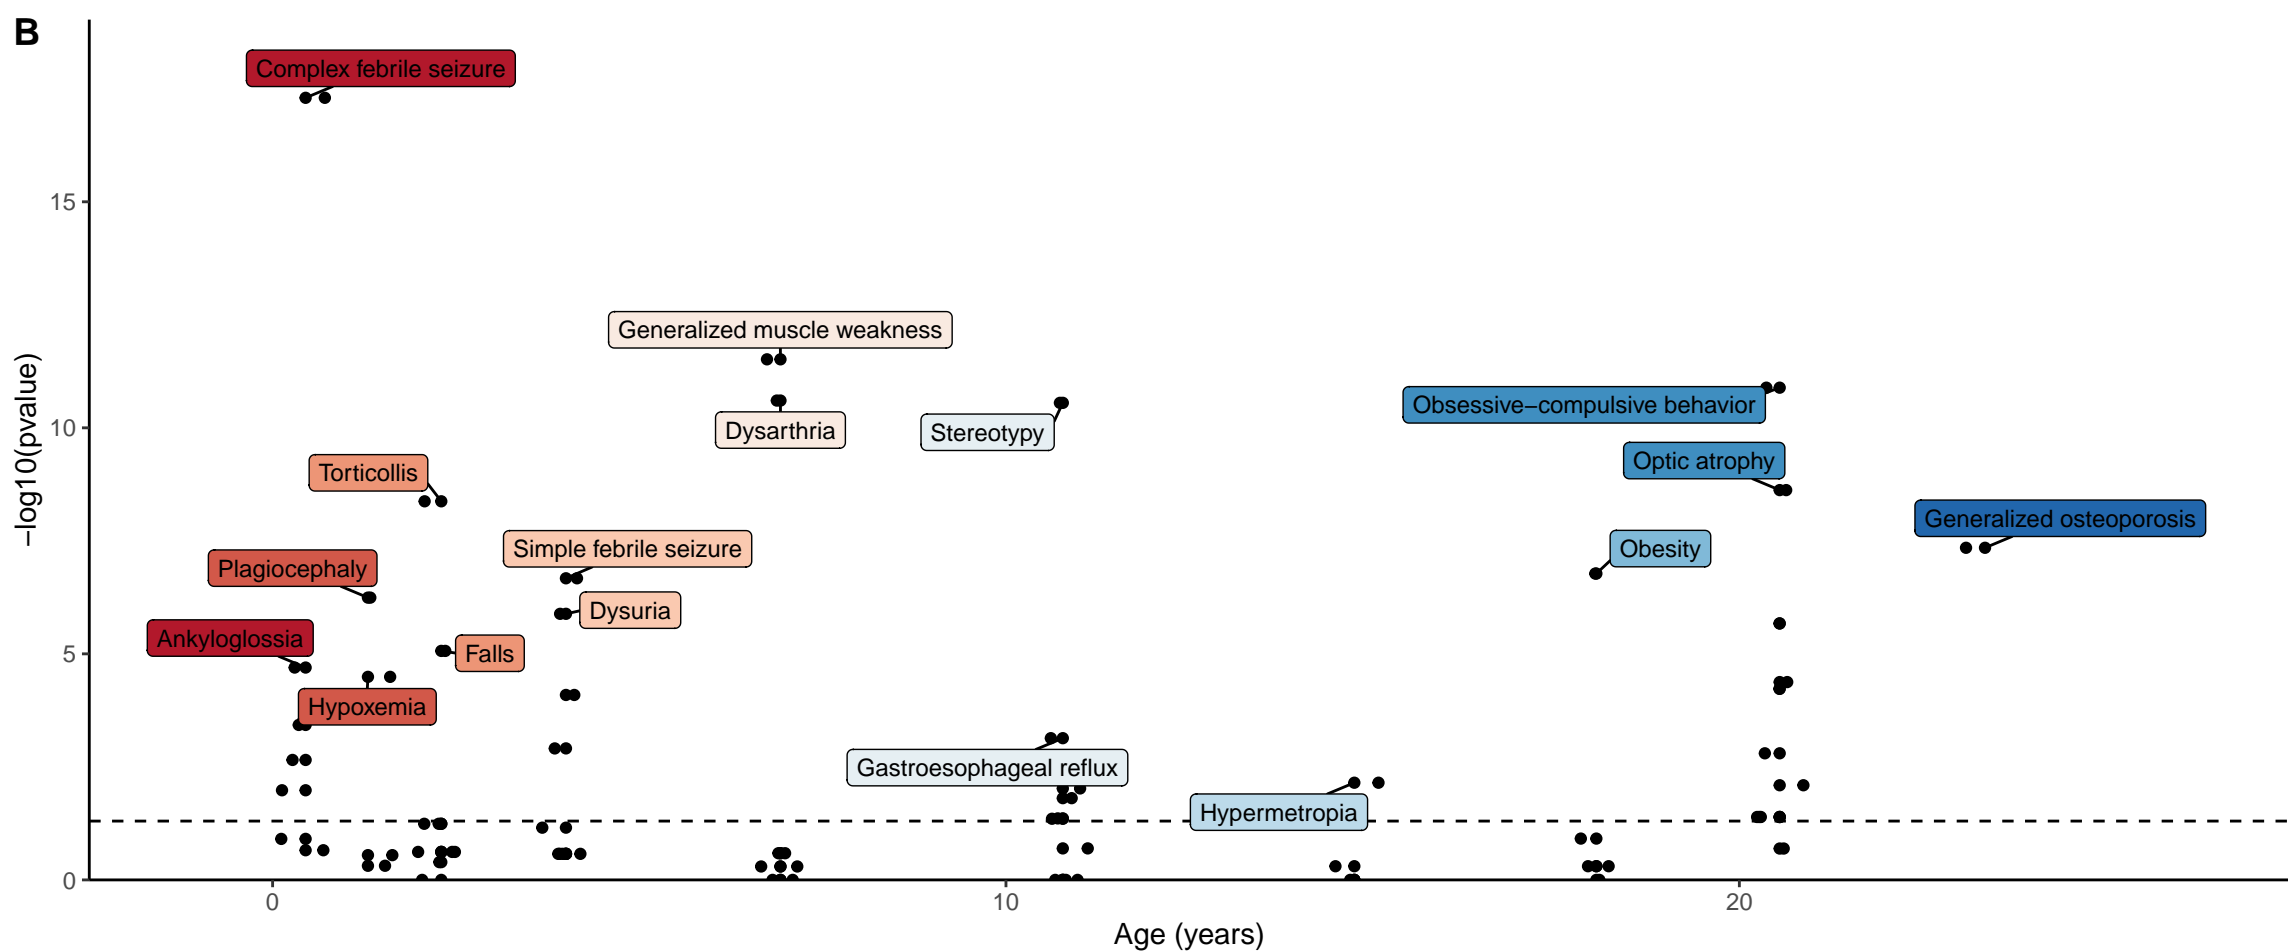 B
Complex febrile seizure
15
Generalized muscle weakness
Obsessive−compulsive behavior
10
Dysarthria
Stereotypy
Optic atrophy
Torticollis
Generalized osteoporosis
Simple febrile seizure
Obesity
Plagiocephaly
Dysuria
Ankyloglossia
5
Falls
Hypoxemia
Gastroesophageal reflux
Hypermetropia
0
0
10
20
Age (years)
−log10(pvalue)